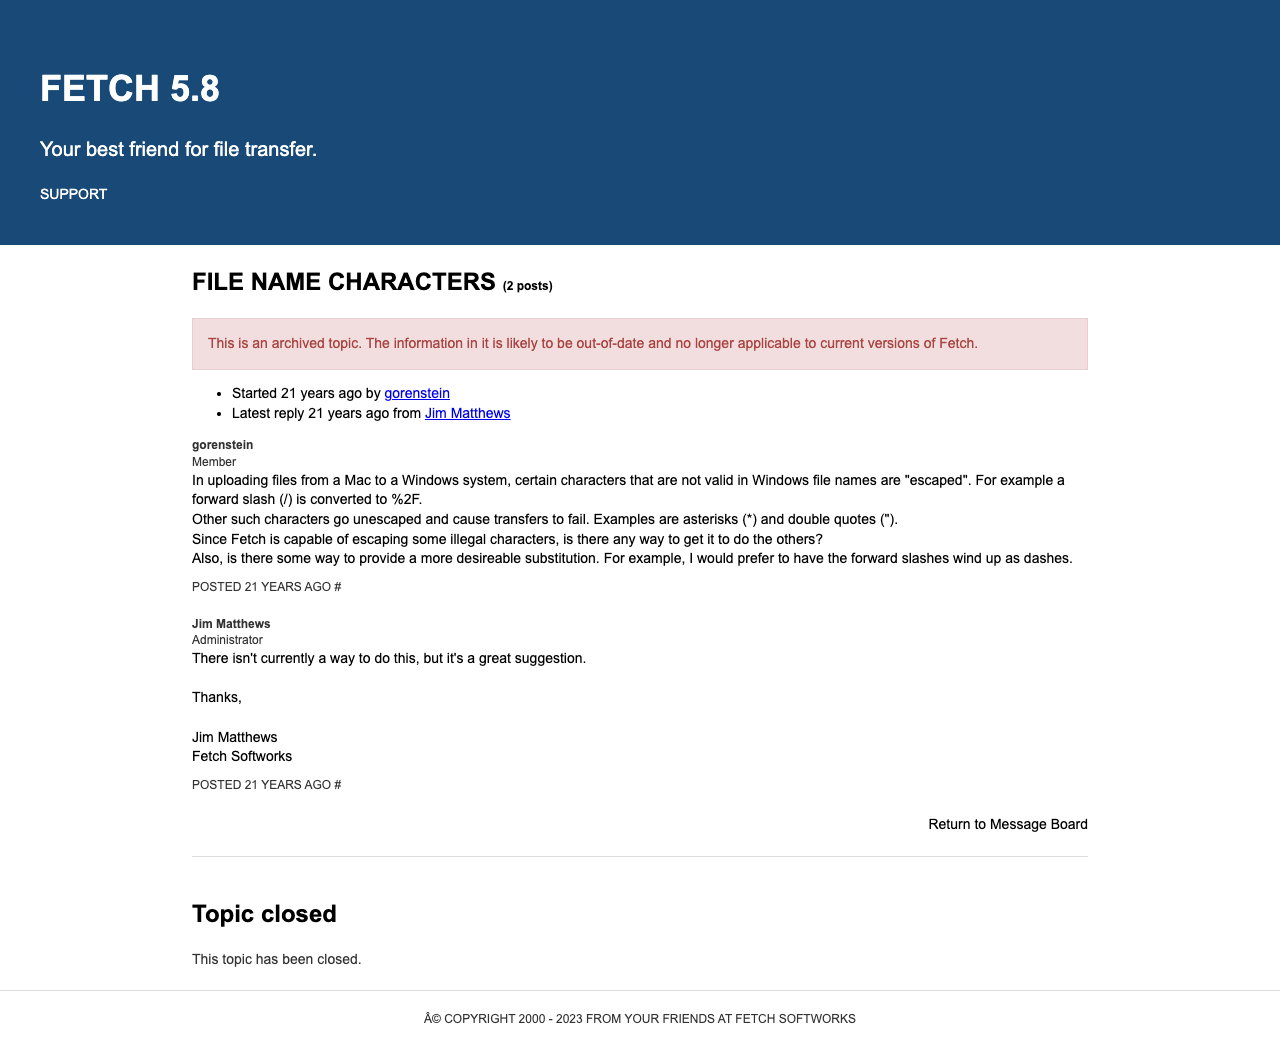 FETCH 5.8
Your best friend for file transfer.
SUPPORT
FILE NAME CHARACTERS (2 posts)
This is an archived topic. The information in it is likely to be out-of-date and no longer applicable to current versions of Fetch.
• Started 21 years ago by gorenstein
• Latest reply 21 years ago from Jim Matthews
gorenstein
Member
In uploading files from a Mac to a Windows system, certain characters that are not valid in Windows file names are "escaped". For example a
forward slash (/) is converted to %2F.
Other such characters go unescaped and cause transfers to fail. Examples are asterisks (*) and double quotes (").
Since Fetch is capable of escaping some illegal characters, is there any way to get it to do the others?
Also, is there some way to provide a more desireable substitution. For example, I would prefer to have the forward slashes wind up as dashes.
POSTED 21 YEARS AGO #
Jim Matthews
Administrator
There isn't currently a way to do this, but it's a great suggestion.
Thanks,
Jim Matthews
Fetch Softworks
POSTED 21 YEARS AGO #
Return to Message Board
Topic closed
This topic has been closed.
Â© COPYRIGHT 2000 - 2023 FROM YOUR FRIENDS AT FETCH SOFTWORKS